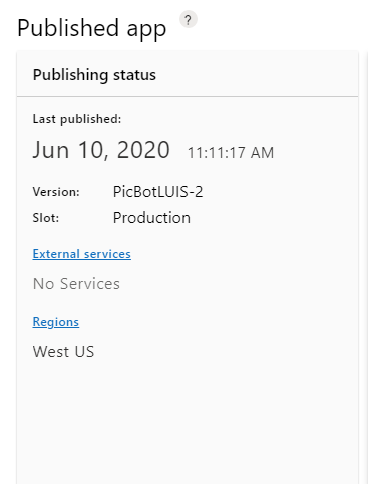 Published app ?
Publishing status
Last published:
Jun 10, 2020 11:11:17 AM
Version: PicBotLUIS-2
Slot: Production
External services
No Services
Regions
West US